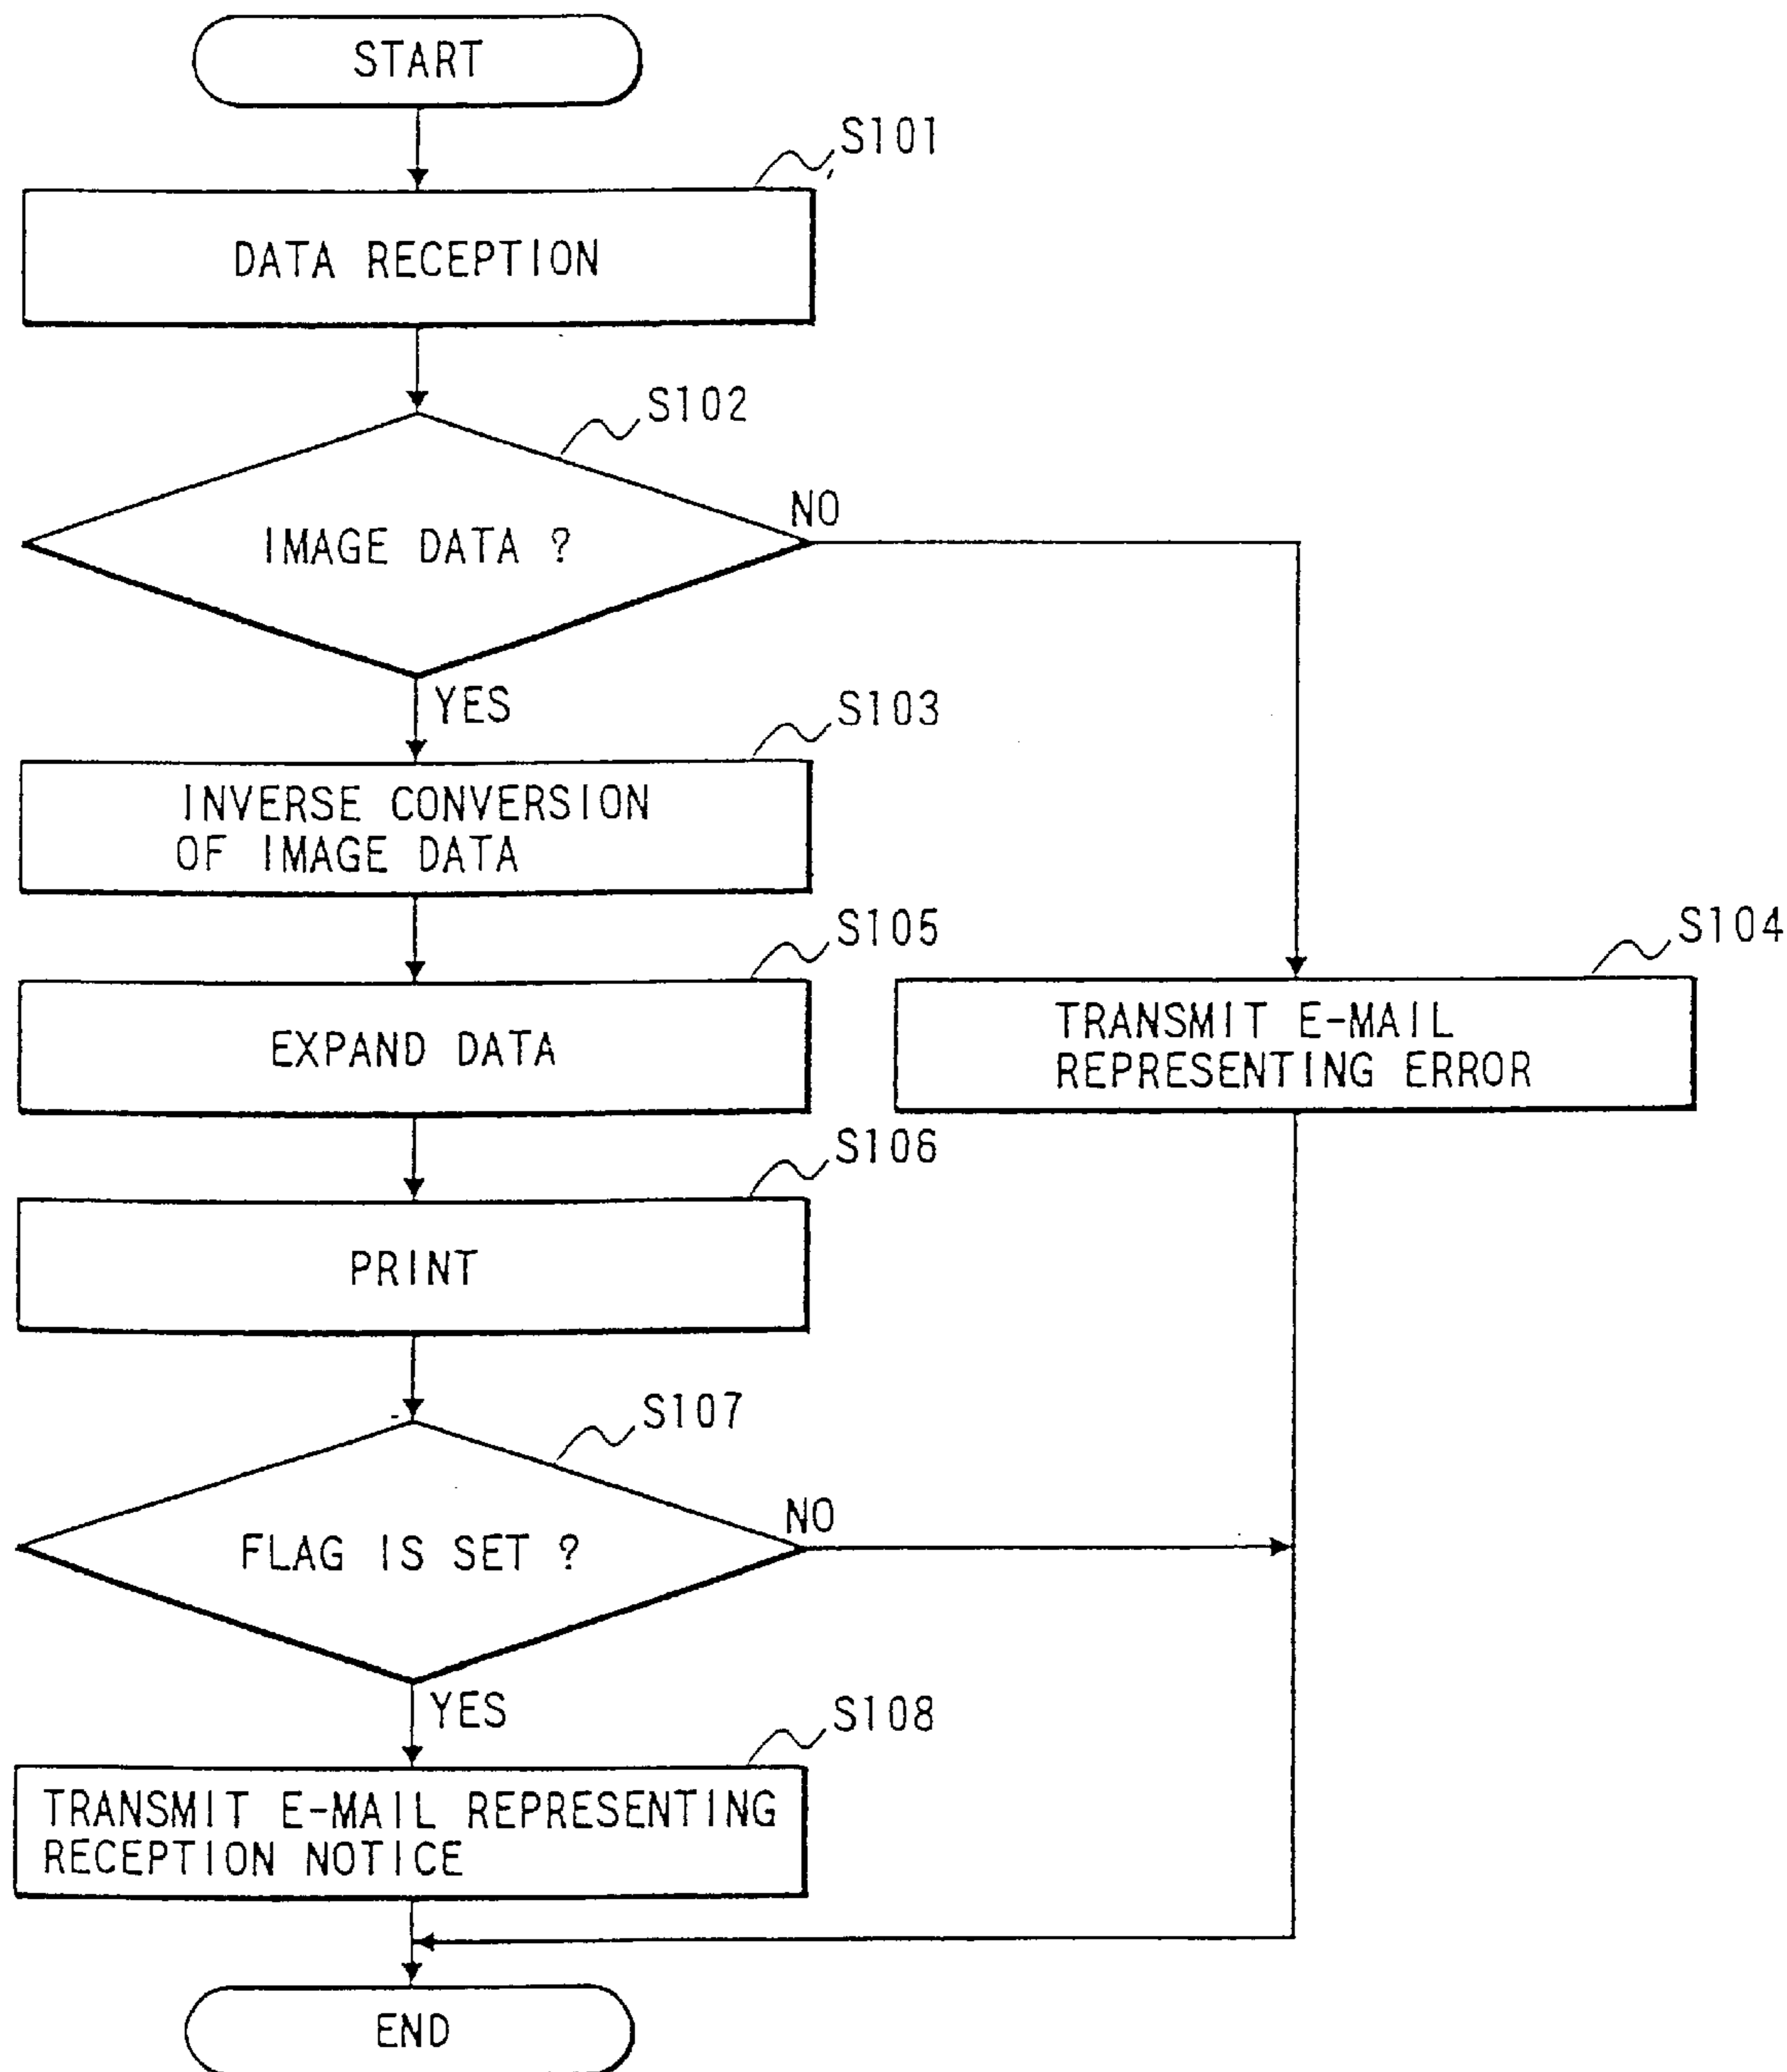 START
S101
DATA RECEPTION
S102
IMAGE DATA ?
NO
YES
S103
INVERSE CONVERSION
OF IMAGE DATA
S105
EXPAND DATA
S104
TRANSMIT E-MAIL
REPRESENTING ERROR
S106
PRINT
S107
FLAG IS SET ?
NO
YES
S108
TRANSMIT E-MAIL REPRESENTING
RECEPTION NOTICE
END